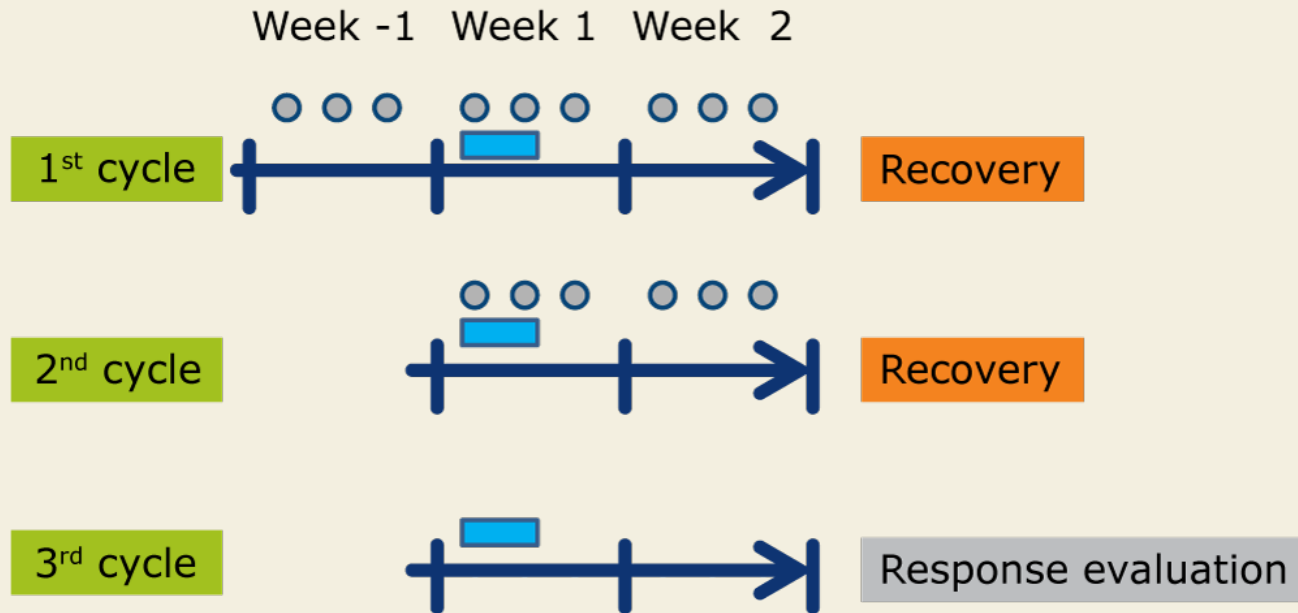 Week -1 Week 1 Week 2
1st cycle Recovery
2nd cycle Recovery
3rd cycle Response evaluation